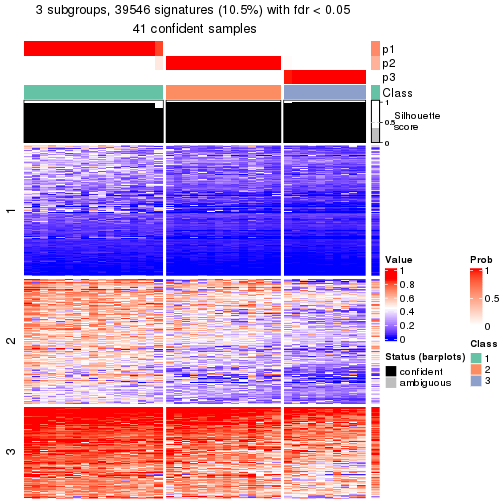 3 subgroups, 39546 signatures (10.5%) with fdr < 0.05
41 confident samples
p1
p2
p3
Class
1
0.5
0
Silhouette
score
1
2
3
Value
1
0.8
0.6
0.4
0.2
0
Prob
1
0.5
0
Status (barplots)
confident
ambiguous
Class
1
2
3